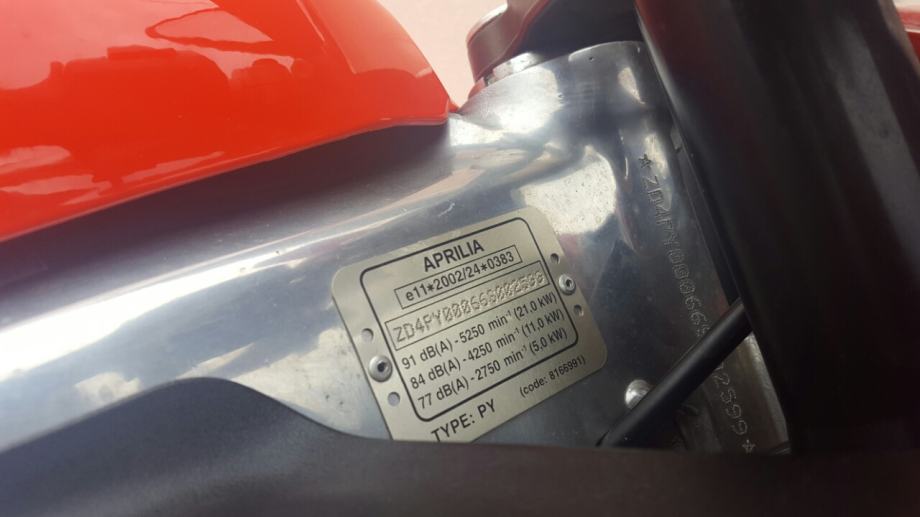 APRILIA
e11*2002/24*0383
ZD4PY00066S002599
91 dB(A) - 5250 min⁻¹ (21.0 kW)
84 dB(A) - 4250 min⁻¹ (11.0 kW)
77 dB(A) - 2750 min⁻¹ (5.0 kW)
TYPE: PY (code: 8166991)